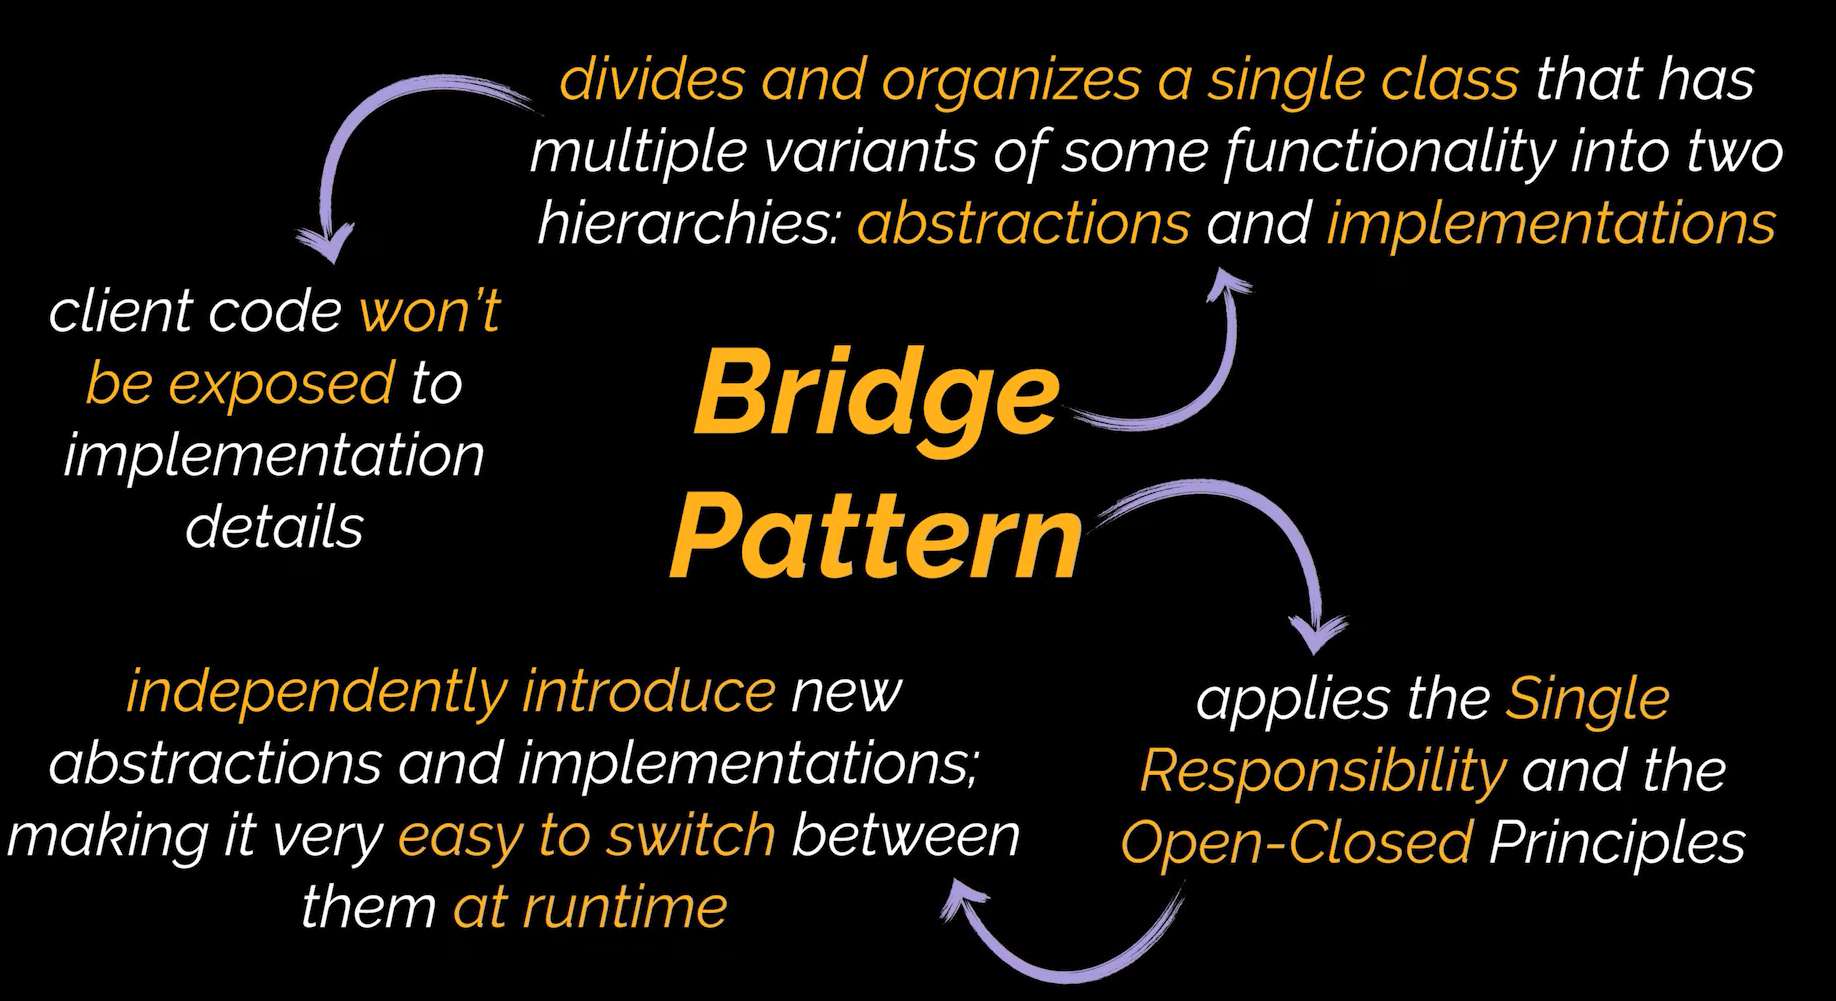 divides and organizes a single class that has
multiple variants of some functionality into two
hierarchies: abstractions and implementations
client code won't
be exposed to
implementation
details
Bridge
Pattern
independently introduce new
abstractions and implementations;
making it very easy to switch between
them at runtime
applies the Single
Responsibility and the
Open-Closed Principles